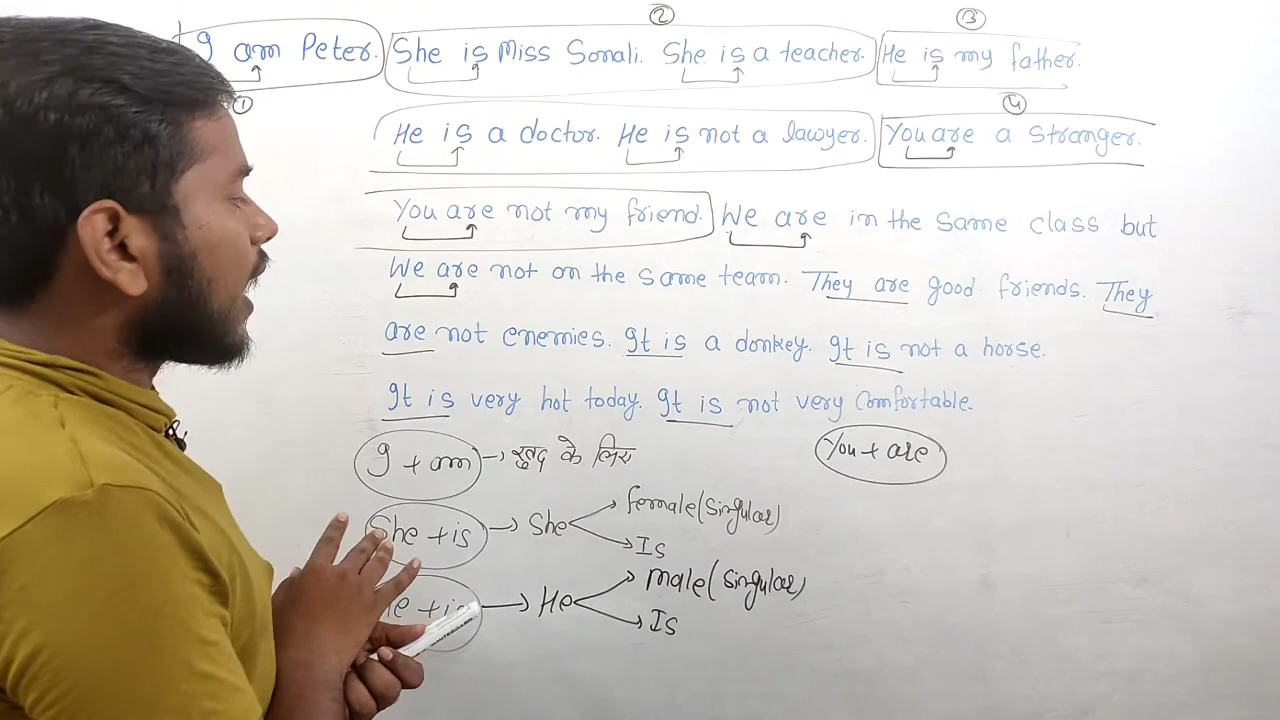 ② ③
I am Peter. She is Miss Sonali. She is a teacher. He is my father.
① ④
He is a doctor. He is not a lawyer. You are a stranger.
You are not my friend. We are in the same class but
We are not on the same team. They are good friends. They
are not enemies. It is a donkey. It is not a horse.
It is very hot today. It is not very comfortable.
I + am → खुद के लिए You + are
She + is → She female (Singular)
Is
He + is → He male (Singular)
Is